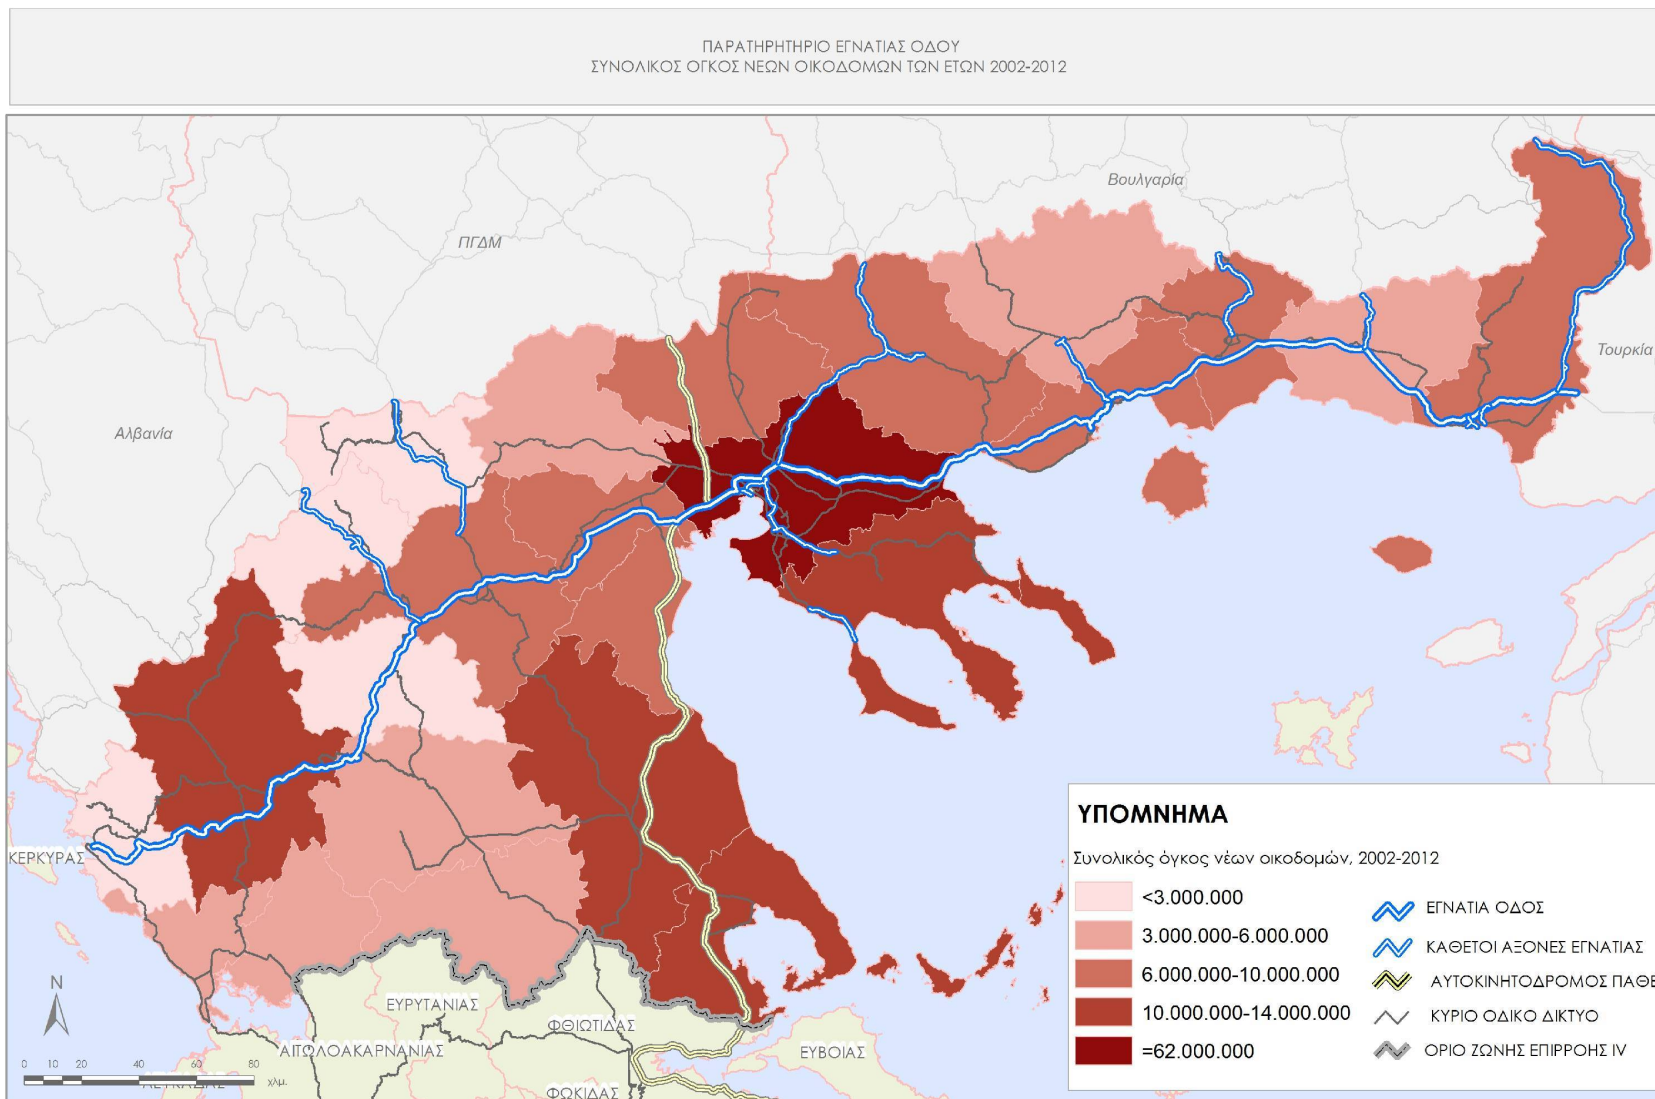 ΠΑΡΑΤΗΡΗΤΗΡΙΟ ΕΓΝΑΤΙΑΣ ΟΔΟΥ
ΣΥΝΟΛΙΚΟΣ ΟΓΚΟΣ ΝΕΩΝ ΟΙΚΟΔΟΜΩΝ ΤΩΝ ΕΤΩΝ 2002-2012
Βουλγαρία
ΠΓΔΜ
Τουρκία
Αλβανία
ΚΕΡΚΥΡΑΣ
ΕΥΡΥΤΑΝΙΑΣ
ΦΘΙΩΤΙΔΑΣ
ΑΙΤΩΛΟΑΚΑΡΝΑΝΙΑΣ
ΕΥΒΟΙΑΣ
ΛΕΥΚΑΔΑΣ
ΦΩΚΙΔΑΣ
N
0 10 20 40 60 80
χλμ.
ΥΠΟΜΝΗΜΑ
Συνολικός όγκος νέων οικοδομών, 2002-2012
<3.000.000
3.000.000-6.000.000
6.000.000-10.000.000
10.000.000-14.000.000
=62.000.000
ΕΓΝΑΤΙΑ ΟΔΟΣ
ΚΑΘΕΤΟΙ ΑΞΟΝΕΣ ΕΓΝΑΤΙΑΣ
ΑΥΤΟΚΙΝΗΤΟΔΡΟΜΟΣ ΠΑΘΕ
ΚΥΡΙΟ ΟΔΙΚΟ ΔΙΚΤΥΟ
ΟΡΙΟ ΖΩΝΗΣ ΕΠΙΡΡΟΗΣ IV